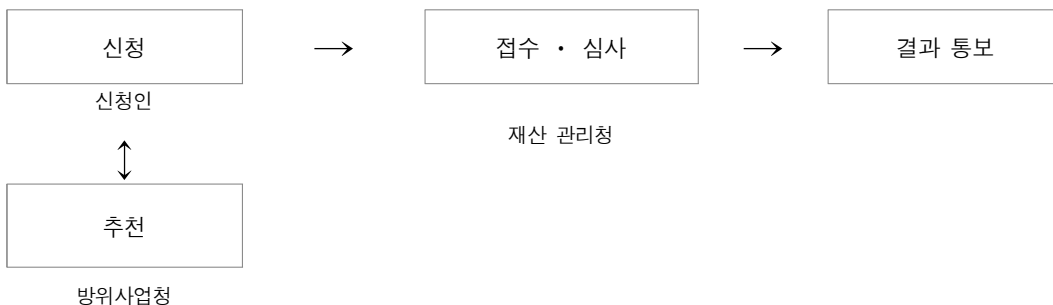 신청
접수 · 심사
결과 통보
신청인
재산 관리청
추천
방위사업청